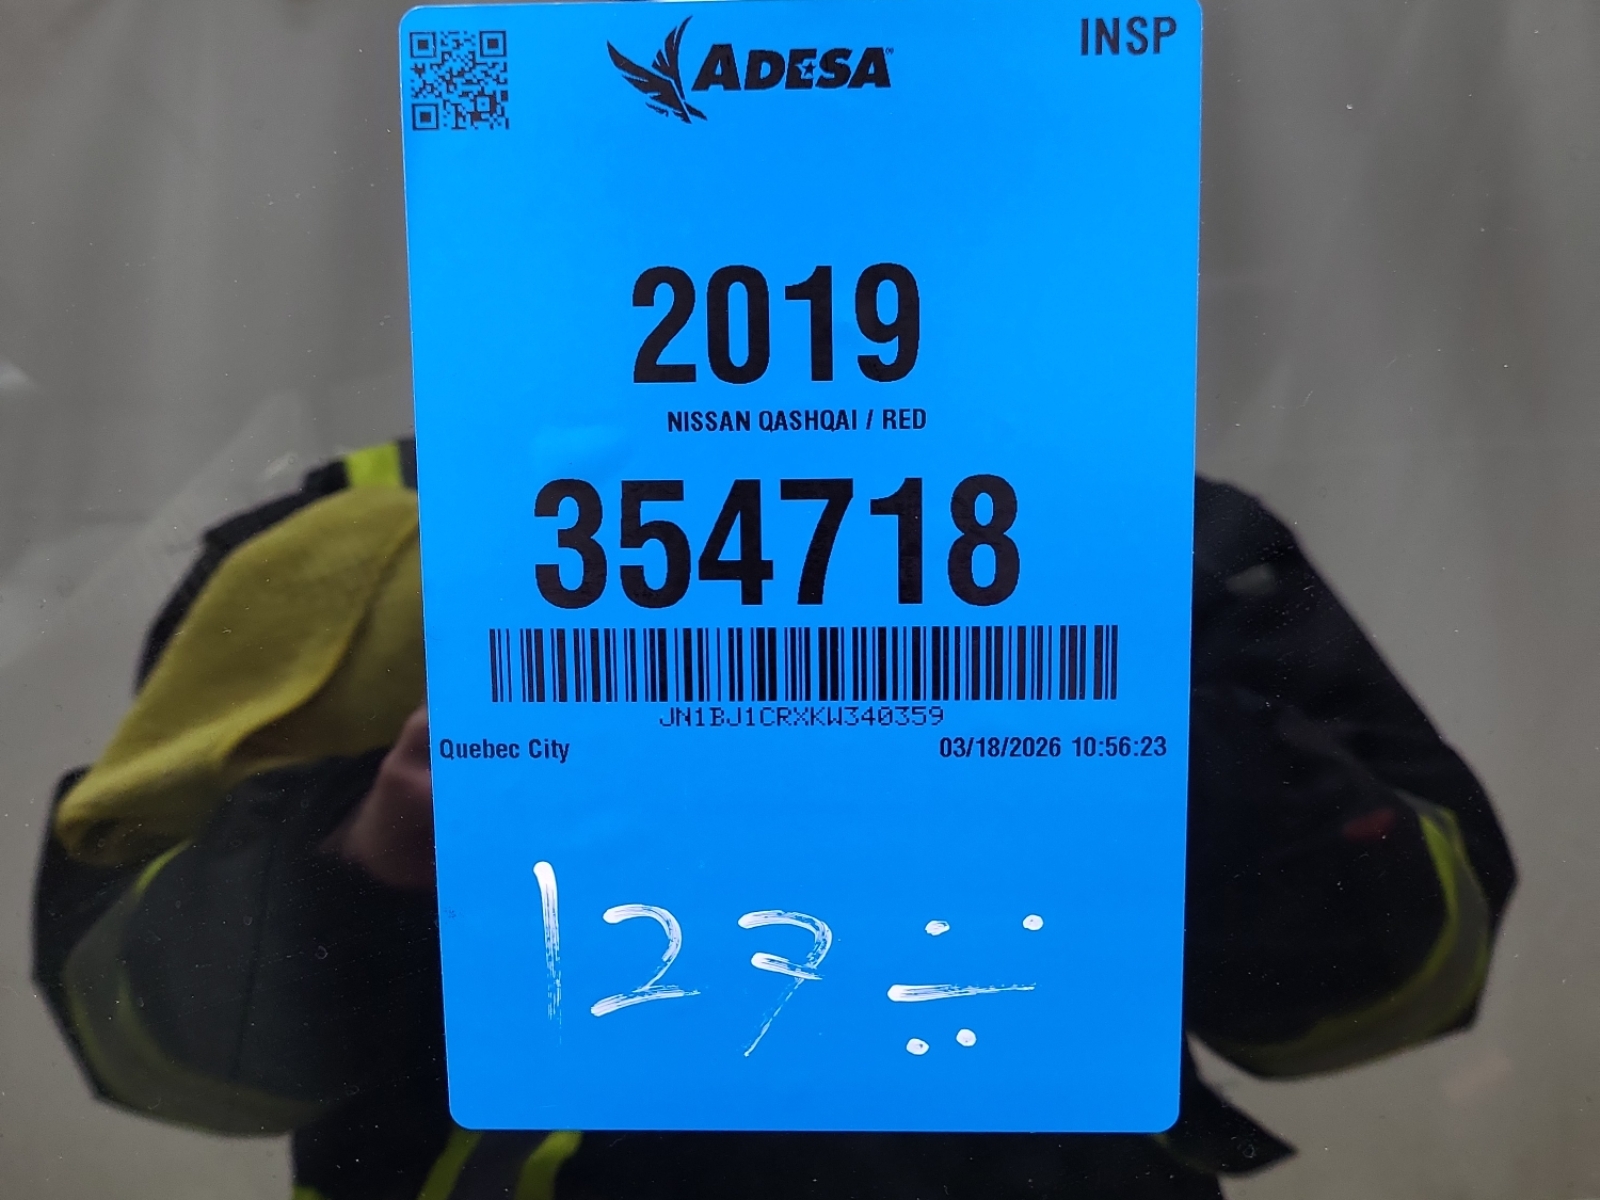 ADESA
INSP
2019
NISSAN QASHQAI / RED
354718
JN1BJ1CRXKW340359
Quebec City 03/18/2026 10:56:23
127